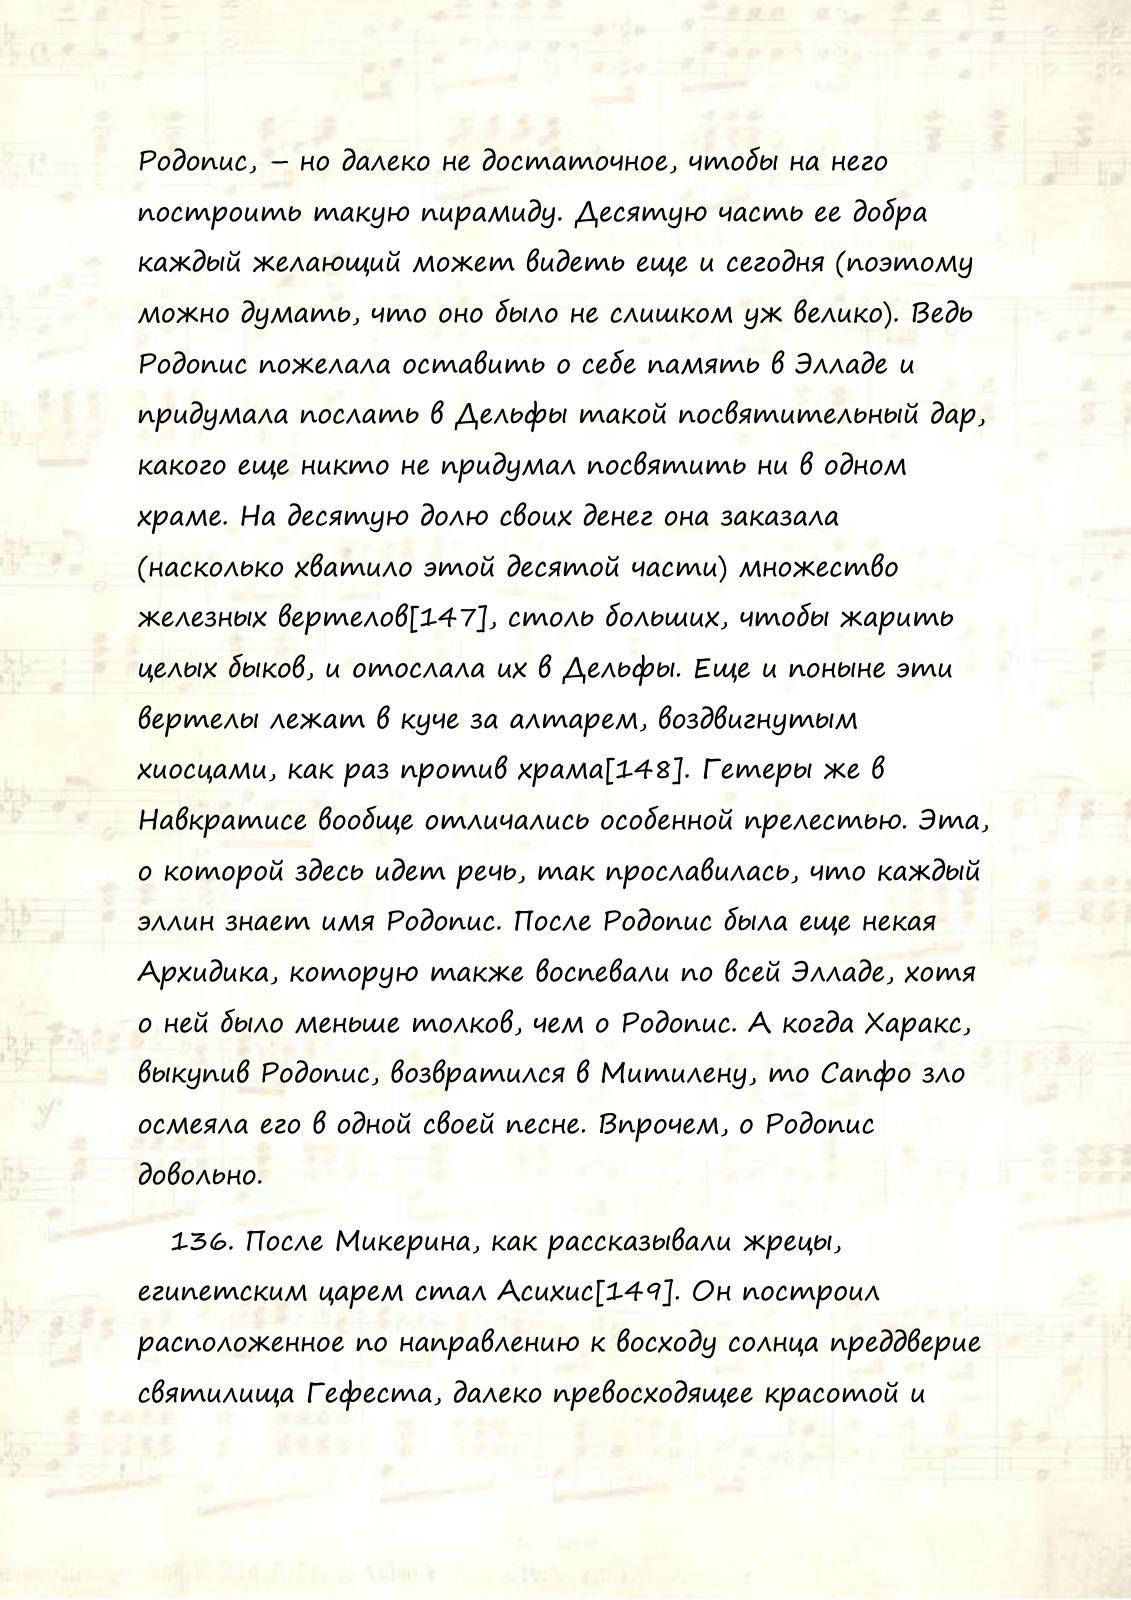 Родопис, – но далеко не достаточное, чтобы на него
построить такую пирамиду. Десятую часть ее добра
каждый желающий может видеть еще и сегодня (поэтому
можно думать, что оно было не слишком уж велико). Ведь
Родопис пожелала оставить о себе память в Элладе и
придумала послать в Дельфы такой посвятительный дар,
какого еще никто не придумал посвятить ни в одном
храме. На десятую долю своих денег она заказала
(насколько хватило этой десятой части) множество
железных вертелов[147], столь больших, чтобы жарить
целых быков, и отослала их в Дельфы. Еще и поныне эти
вертелы лежат в куче за алтарем, воздвигнутым
хиосцами, как раз против храма[148]. Гетеры же в
Навкратисе вообще отличались особенной прелестью. Эта,
о которой здесь идет речь, так прославилась, что каждый
эллин знает имя Родопис. После Родопис была еще некая
Архидика, которую также воспевали по всей Элладе, хотя
о ней было меньше толков, чем о Родопис. А когда Харакс,
выкупив Родопис, возвратился в Митилену, то Сапфо зло
осмеяла его в одной своей песне. Впрочем, о Родопис
довольно.
136. После Микерина, как рассказывали жрецы,
египетским царем стал Асихис[149]. Он построил
расположенное по направлению к восходу солнца преддверие
святилища Гефеста, далеко превосходящее красотой и